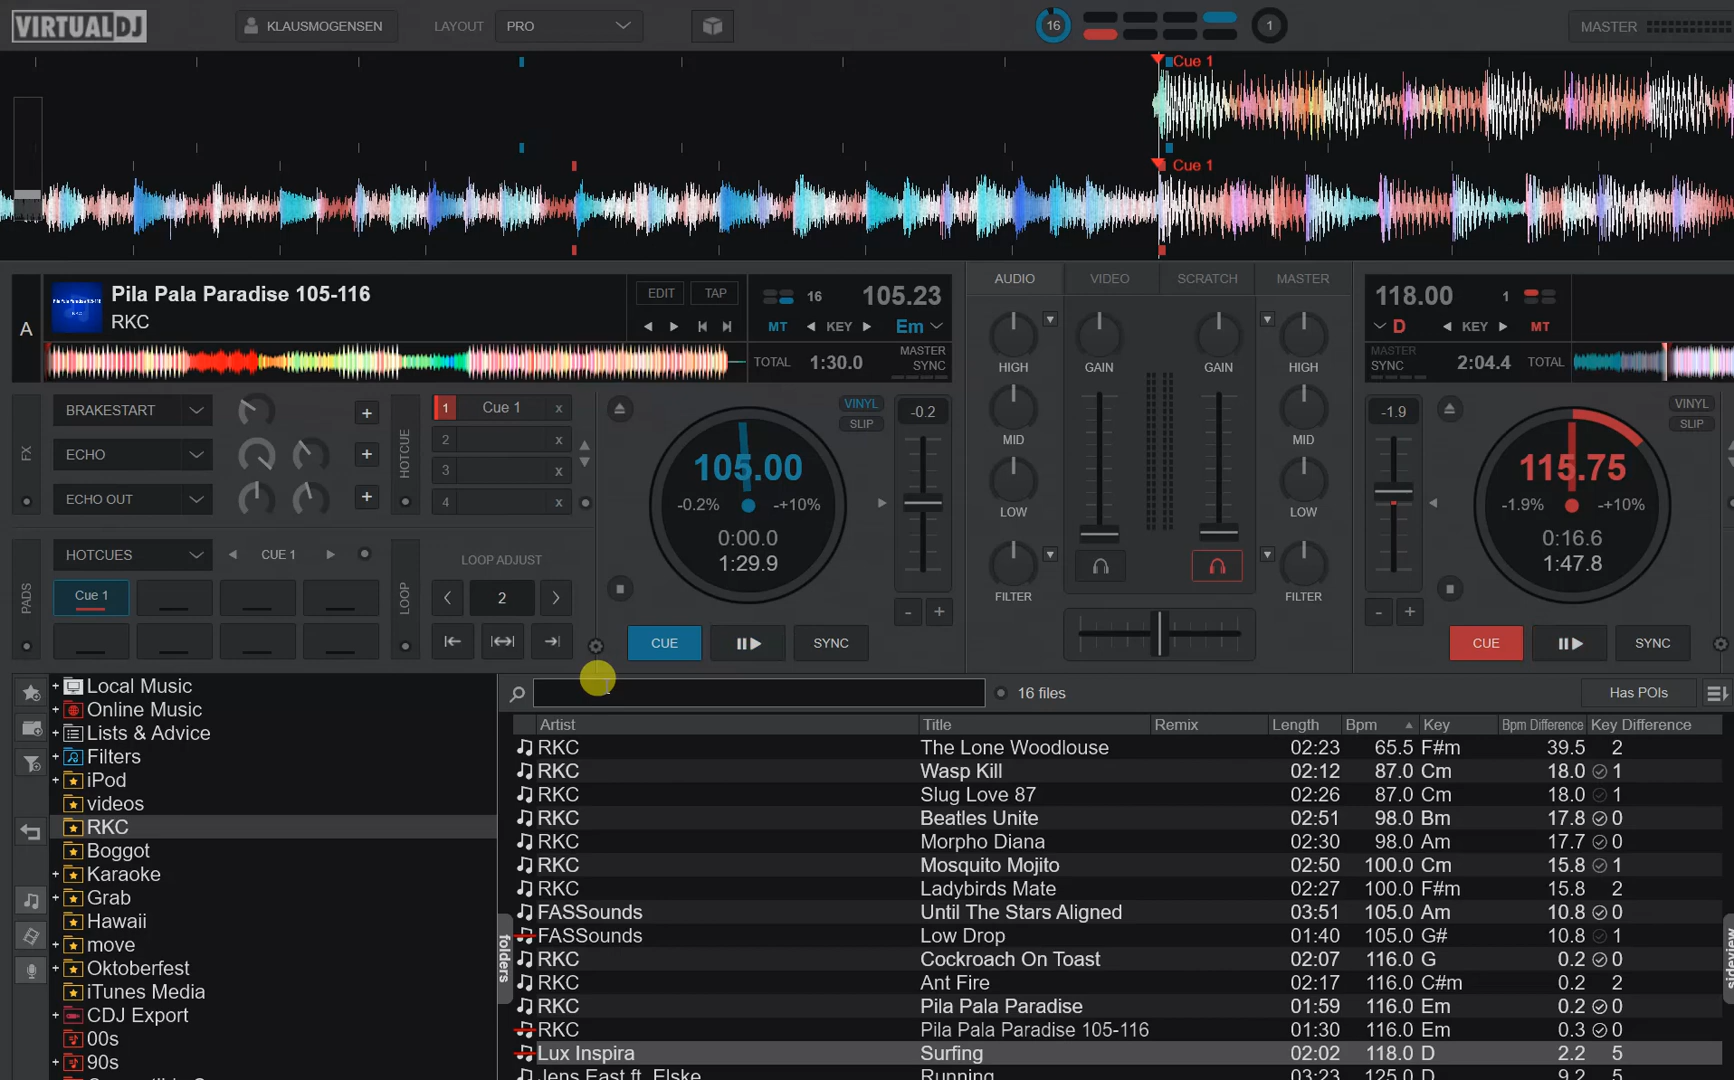 VIRTUALDJ KLAUSMOGENSEN LAYOUT PRO 16 1 MASTER
Cue 1
Cue 1
A Pila Pala Paradise 105-116 EDIT TAP 16 105.23 AUDIO VIDEO SCRATCH MASTER 118.00 1
RKC MT KEY Em D KEY MT
TOTAL 1:30.0 MASTER SYNC HIGH GAIN GAIN HIGH MASTER SYNC 2:04.4 TOTAL
FX BRAKESTART + HOTCUE 1 Cue 1 x VINYL SLIP -0.2 -1.9 VINYL SLIP
2 x MID MID
ECHO + 3 x 105.00 115.75
ECHO OUT + 4 x -0.2% -+10% LOW LOW -1.9% -+10%
0:00.0 0:16.6
PADS HOTCUES CUE 1 LOOP LOOP ADJUST 1:29.9 1:47.8
Cue 1 2 - + FILTER FILTER - +
CUE SYNC CUE SYNC
+ Local Music 16 files Has POIs
+ Online Music Artist Title Remix Length Bpm Key Bpm Difference Key Difference
+ Lists & Advice RKC The Lone Woodlouse 02:23 65.5 F#m 39.5 2
+ Filters RKC Wasp Kill 02:12 87.0 Cm 18.0 1
+ iPod RKC Slug Love 87 02:26 87.0 Cm 18.0 1
videos RKC Beatles Unite 02:51 98.0 Bm 17.8 0
RKC RKC Morpho Diana 02:30 98.0 Am 17.7 0
Boggot RKC Mosquito Mojito 02:50 100.0 Cm 15.8 1
+ Karaoke RKC Ladybirds Mate 02:27 100.0 F#m 15.8 2
+ Grab FASSounds Until The Stars Aligned 03:51 105.0 Am 10.8 0
Hawaii FASSounds Low Drop 01:40 105.0 G# 10.8 1
+ move folders RKC Cockroach On Toast 02:07 116.0 G 0.2 0 sideview
+ Oktoberfest RKC Ant Fire 02:17 116.0 C#m 0.2 2
iTunes Media RKC Pila Pala Paradise 01:59 116.0 Em 0.2 0
+ CDJ Export RKC Pila Pala Paradise 105-116 01:30 116.0 Em 0.3 0
00s Lux Inspira Surfing 02:02 118.0 D 2.2 5
+ 90s Jens East ft. Elske Running 03:23 125.0 D 9.2 5